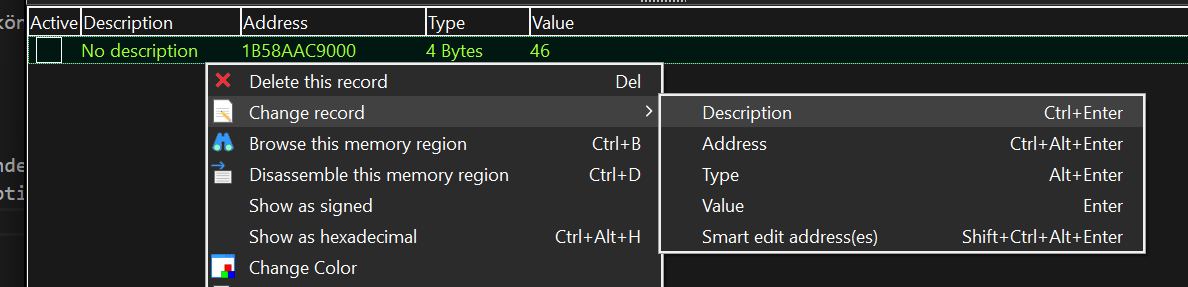 kör
Active Description Address Type Value
No description 1B58AAC9000 4 Bytes 46
Delete this record Del
Change record
Browse this memory region Ctrl+B
Disassemble this memory region Ctrl+D
Show as signed
Show as hexadecimal Ctrl+Alt+H
Change Color
Description Ctrl+Enter
Address Ctrl+Alt+Enter
Type Alt+Enter
Value Enter
Smart edit address(es) Shift+Ctrl+Alt+Enter
nde
pti